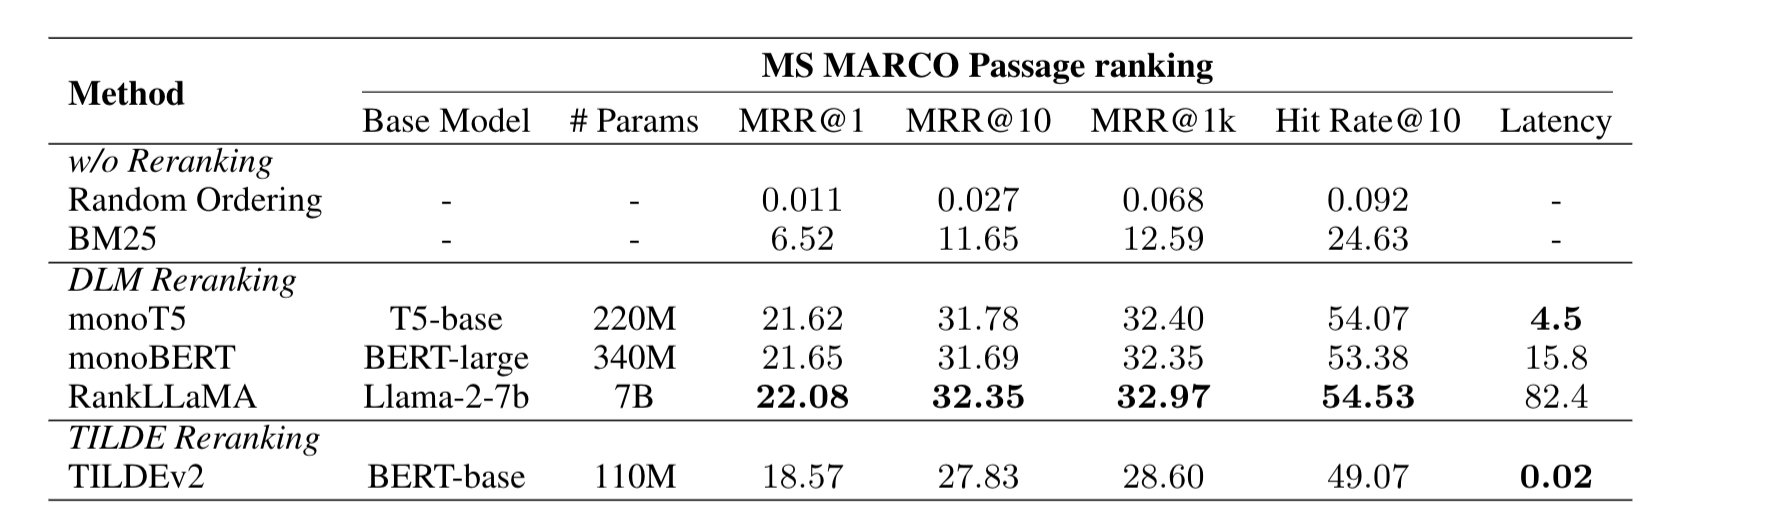 MS MARCO Passage ranking
Method
Base Model # Params MRR@1 MRR@10 MRR@1k Hit Rate@10 Latency
w/o Reranking
Random Ordering - - 0.011 0.027 0.068 0.092 -
BM25 - - 6.52 11.65 12.59 24.63 -
DLM Reranking
monoT5 T5-base 220M 21.62 31.78 32.40 54.07 4.5
monoBERT BERT-large 340M 21.65 31.69 32.35 53.38 15.8
RankLLaMA Llama-2-7b 7B 22.08 32.35 32.97 54.53 82.4
TILDE Reranking
TILDEv2 BERT-base 110M 18.57 27.83 28.60 49.07 0.02